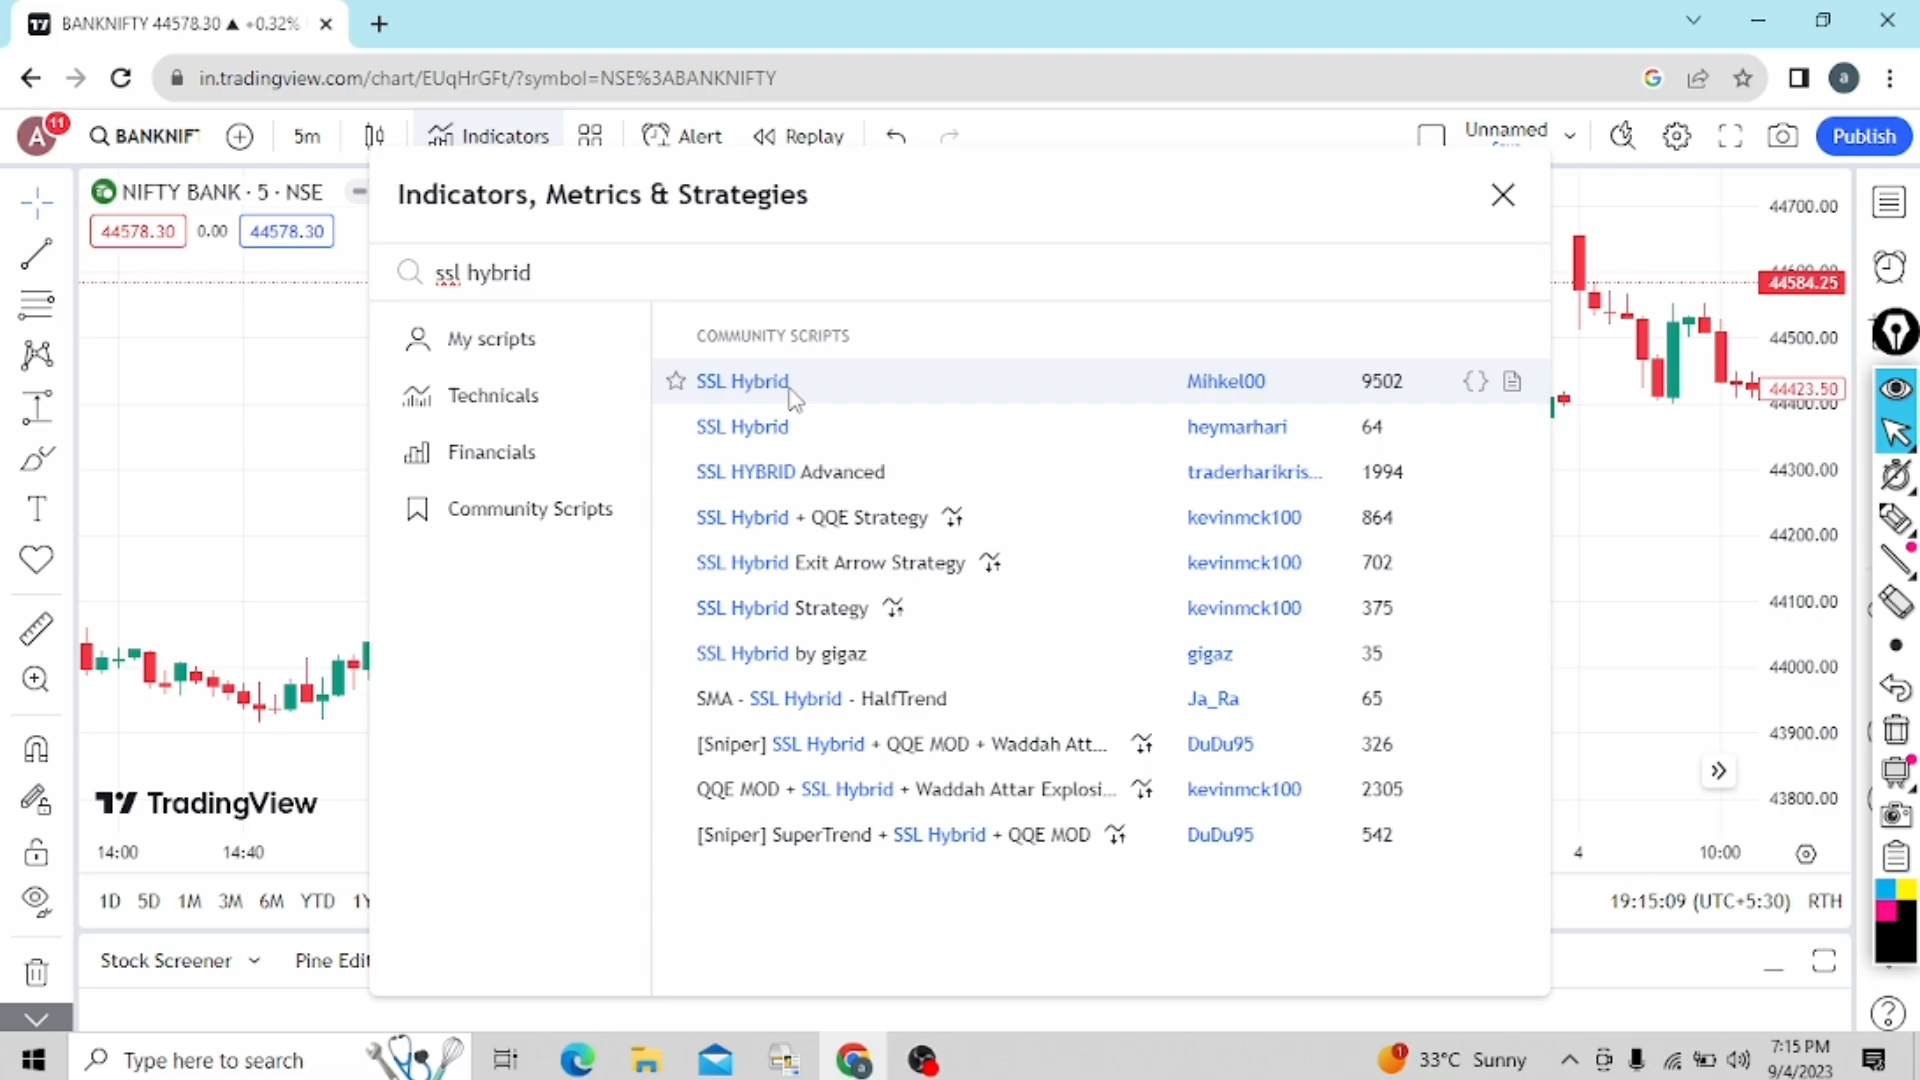 BANKNIFTY 44578.30 ▲ +0.32%
in.tradingview.com/chart/EUqHrGFt/?symbol=NSE%3ABANKNIFTY
a
A
11
BANKNIFT
5m
Indicators
Alert
Replay
Unnamed
Publish
NIFTY BANK · 5 · NSE
44578.30
0.00
44578.30
Indicators, Metrics & Strategies
ssl hybrid
My scripts
Technicals
Financials
Community Scripts
COMMUNITY SCRIPTS
SSL Hybrid Mihkel00 9502
SSL Hybrid heymarhari 64
SSL HYBRID Advanced traderharikris... 1994
SSL Hybrid + QQE Strategy kevinmck100 864
SSL Hybrid Exit Arrow Strategy kevinmck100 702
SSL Hybrid Strategy kevinmck100 375
SSL Hybrid by gigaz gigaz 35
SMA - SSL Hybrid - HalfTrend Ja_Ra 65
[Sniper] SSL Hybrid + QQE MOD + Waddah Att... DuDu95 326
QQE MOD + SSL Hybrid + Waddah Attar Explosi... kevinmck100 2305
[Sniper] SuperTrend + SSL Hybrid + QQE MOD DuDu95 542
44700.00
44584.25
44500.00
44423.50
44400.00
44300.00
44200.00
44100.00
44000.00
43900.00
43800.00
TradingView
14:00
14:40
4
10:00
1D 5D 1M 3M 6M YTD 1Y
19:15:09 (UTC+5:30) RTH
Stock Screener
Pine Edit
Type here to search
a
1
33°C Sunny
7:15 PM
9/4/2023